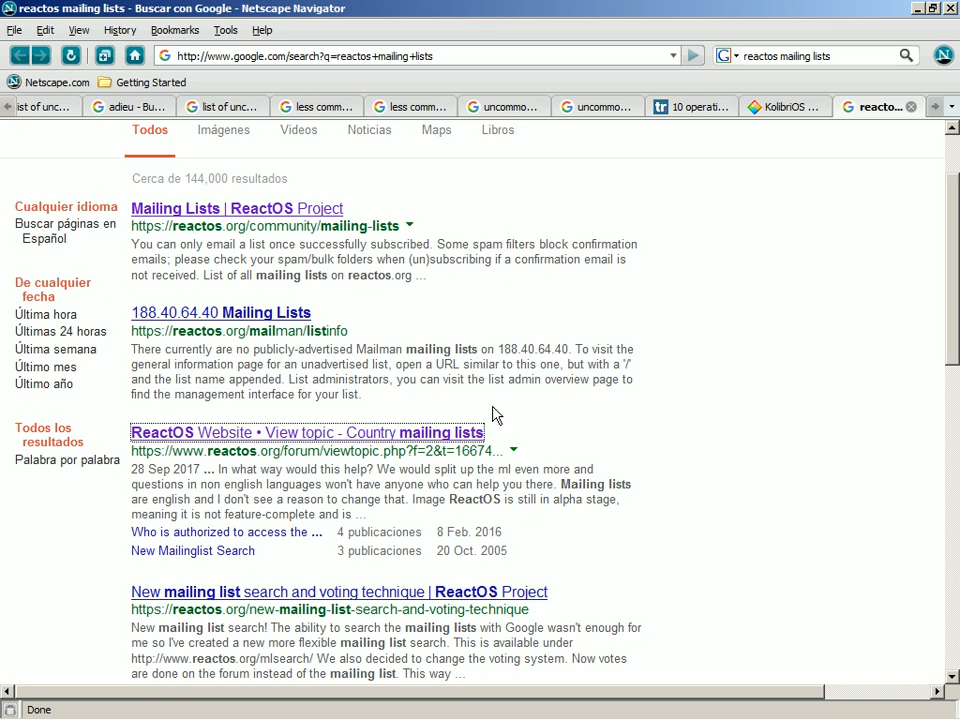 reactos mailing lists - Buscar con Google - Netscape Navigator
File Edit View History Bookmarks Tools Help
http://www.google.com/search?q=reactos+mailing+lists
reactos mailing lists
Netscape.com Getting Started
ist of unc... adieu - Bu... list of unc... less comm... less comm... uncommo... uncommo... tr 10 operati... KolibriOS ... reacto...
Todos Imágenes Videos Noticias Maps Libros
Cerca de 144,000 resultados
Cualquier idioma
Buscar páginas en
Español
De cualquier
fecha
Última hora
Últimas 24 horas
Última semana
Último mes
Último año
Todos los
resultados
Palabra por palabra
Mailing Lists | ReactOS Project
https://reactos.org/community/mailing-lists
You can only email a list once successfully subscribed. Some spam filters block confirmation
emails; please check your spam/bulk folders when (un)subscribing if a confirmation email is
not received. List of all mailing lists on reactos.org ...
188.40.64.40 Mailing Lists
https://reactos.org/mailman/listinfo
There currently are no publicly-advertised Mailman mailing lists on 188.40.64.40. To visit the
general information page for an unadvertised list, open a URL similar to this one, but with a '/'
and the list name appended. List administrators, you can visit the list admin overview page to
find the management interface for your list.
ReactOS Website • View topic - Country mailing lists
https://www.reactos.org/forum/viewtopic.php?f=2&t=16674...
28 Sep 2017 ... In what way would this help? We would split up the ml even more and
questions in non english languages won't have anyone who can help you there. Mailing lists
are english and I don't see a reason to change that. Image ReactOS is still in alpha stage,
meaning it is not feature-complete and is ...
Who is authorized to access the ... 4 publicaciones 8 Feb. 2016
New Mailinglist Search 3 publicaciones 20 Oct. 2005
New mailing list search and voting technique | ReactOS Project
https://reactos.org/new-mailing-list-search-and-voting-technique
New mailing list search! The ability to search the mailing lists with Google wasn't enough for
me so I've created a new more flexible mailing list search. This is available under
http://www.reactos.org/mlsearch/ We also decided to change the voting system. Now votes
are done on the forum instead of the mailing list. This way ...
Done